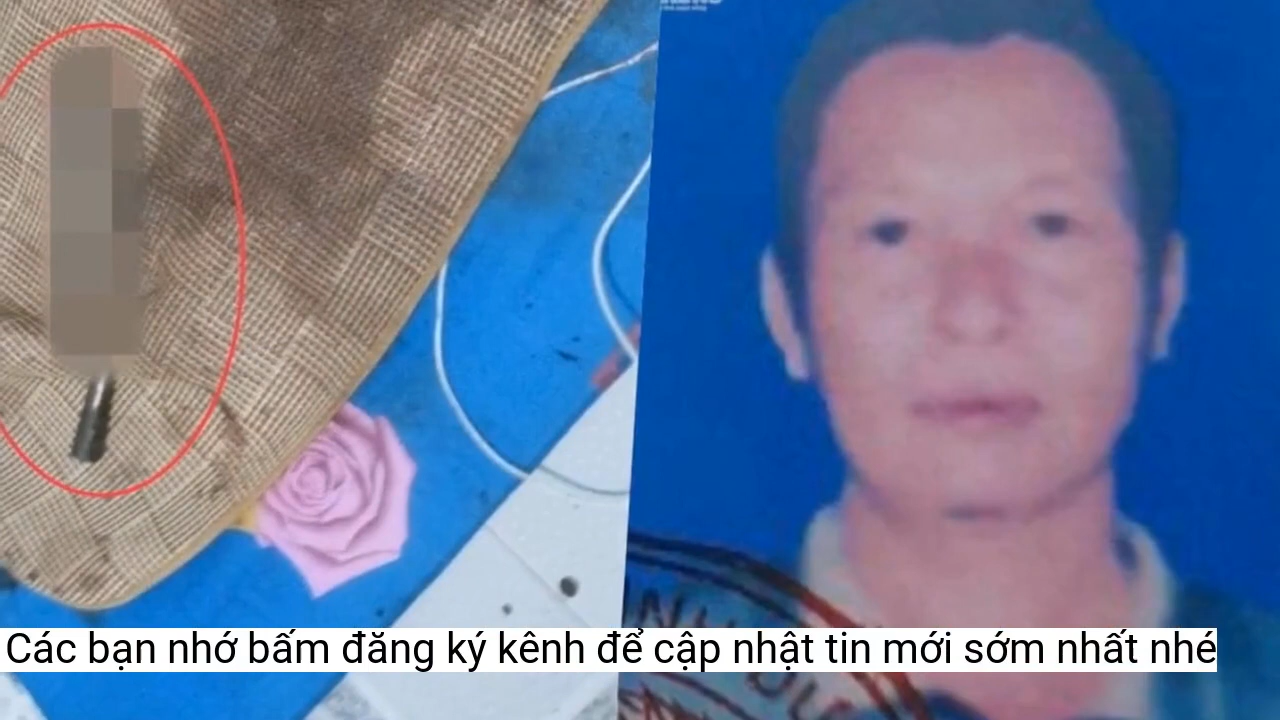 Các bạn nhớ bấm đăng ký kênh để cập nhật tin mới sớm nhất nhé